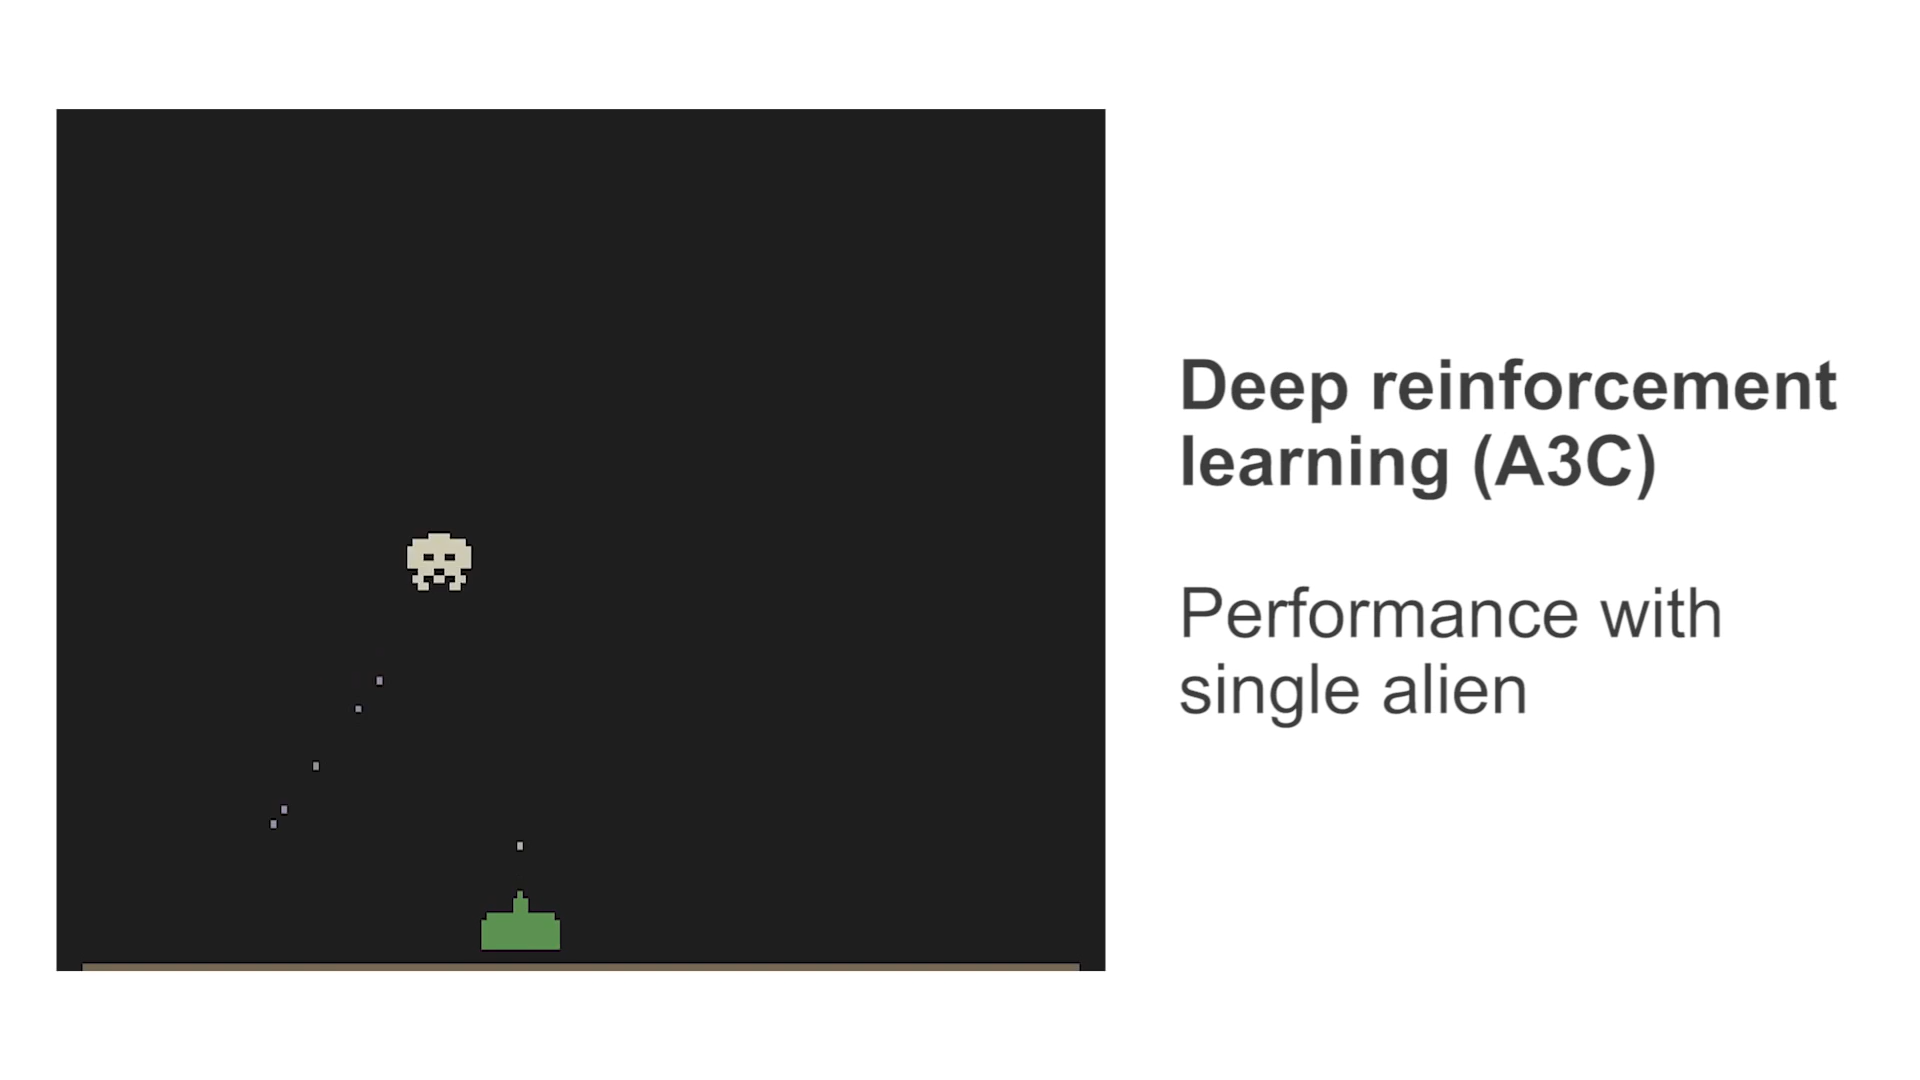 Deep reinforcement
learning (A3C)
Performance with
single alien